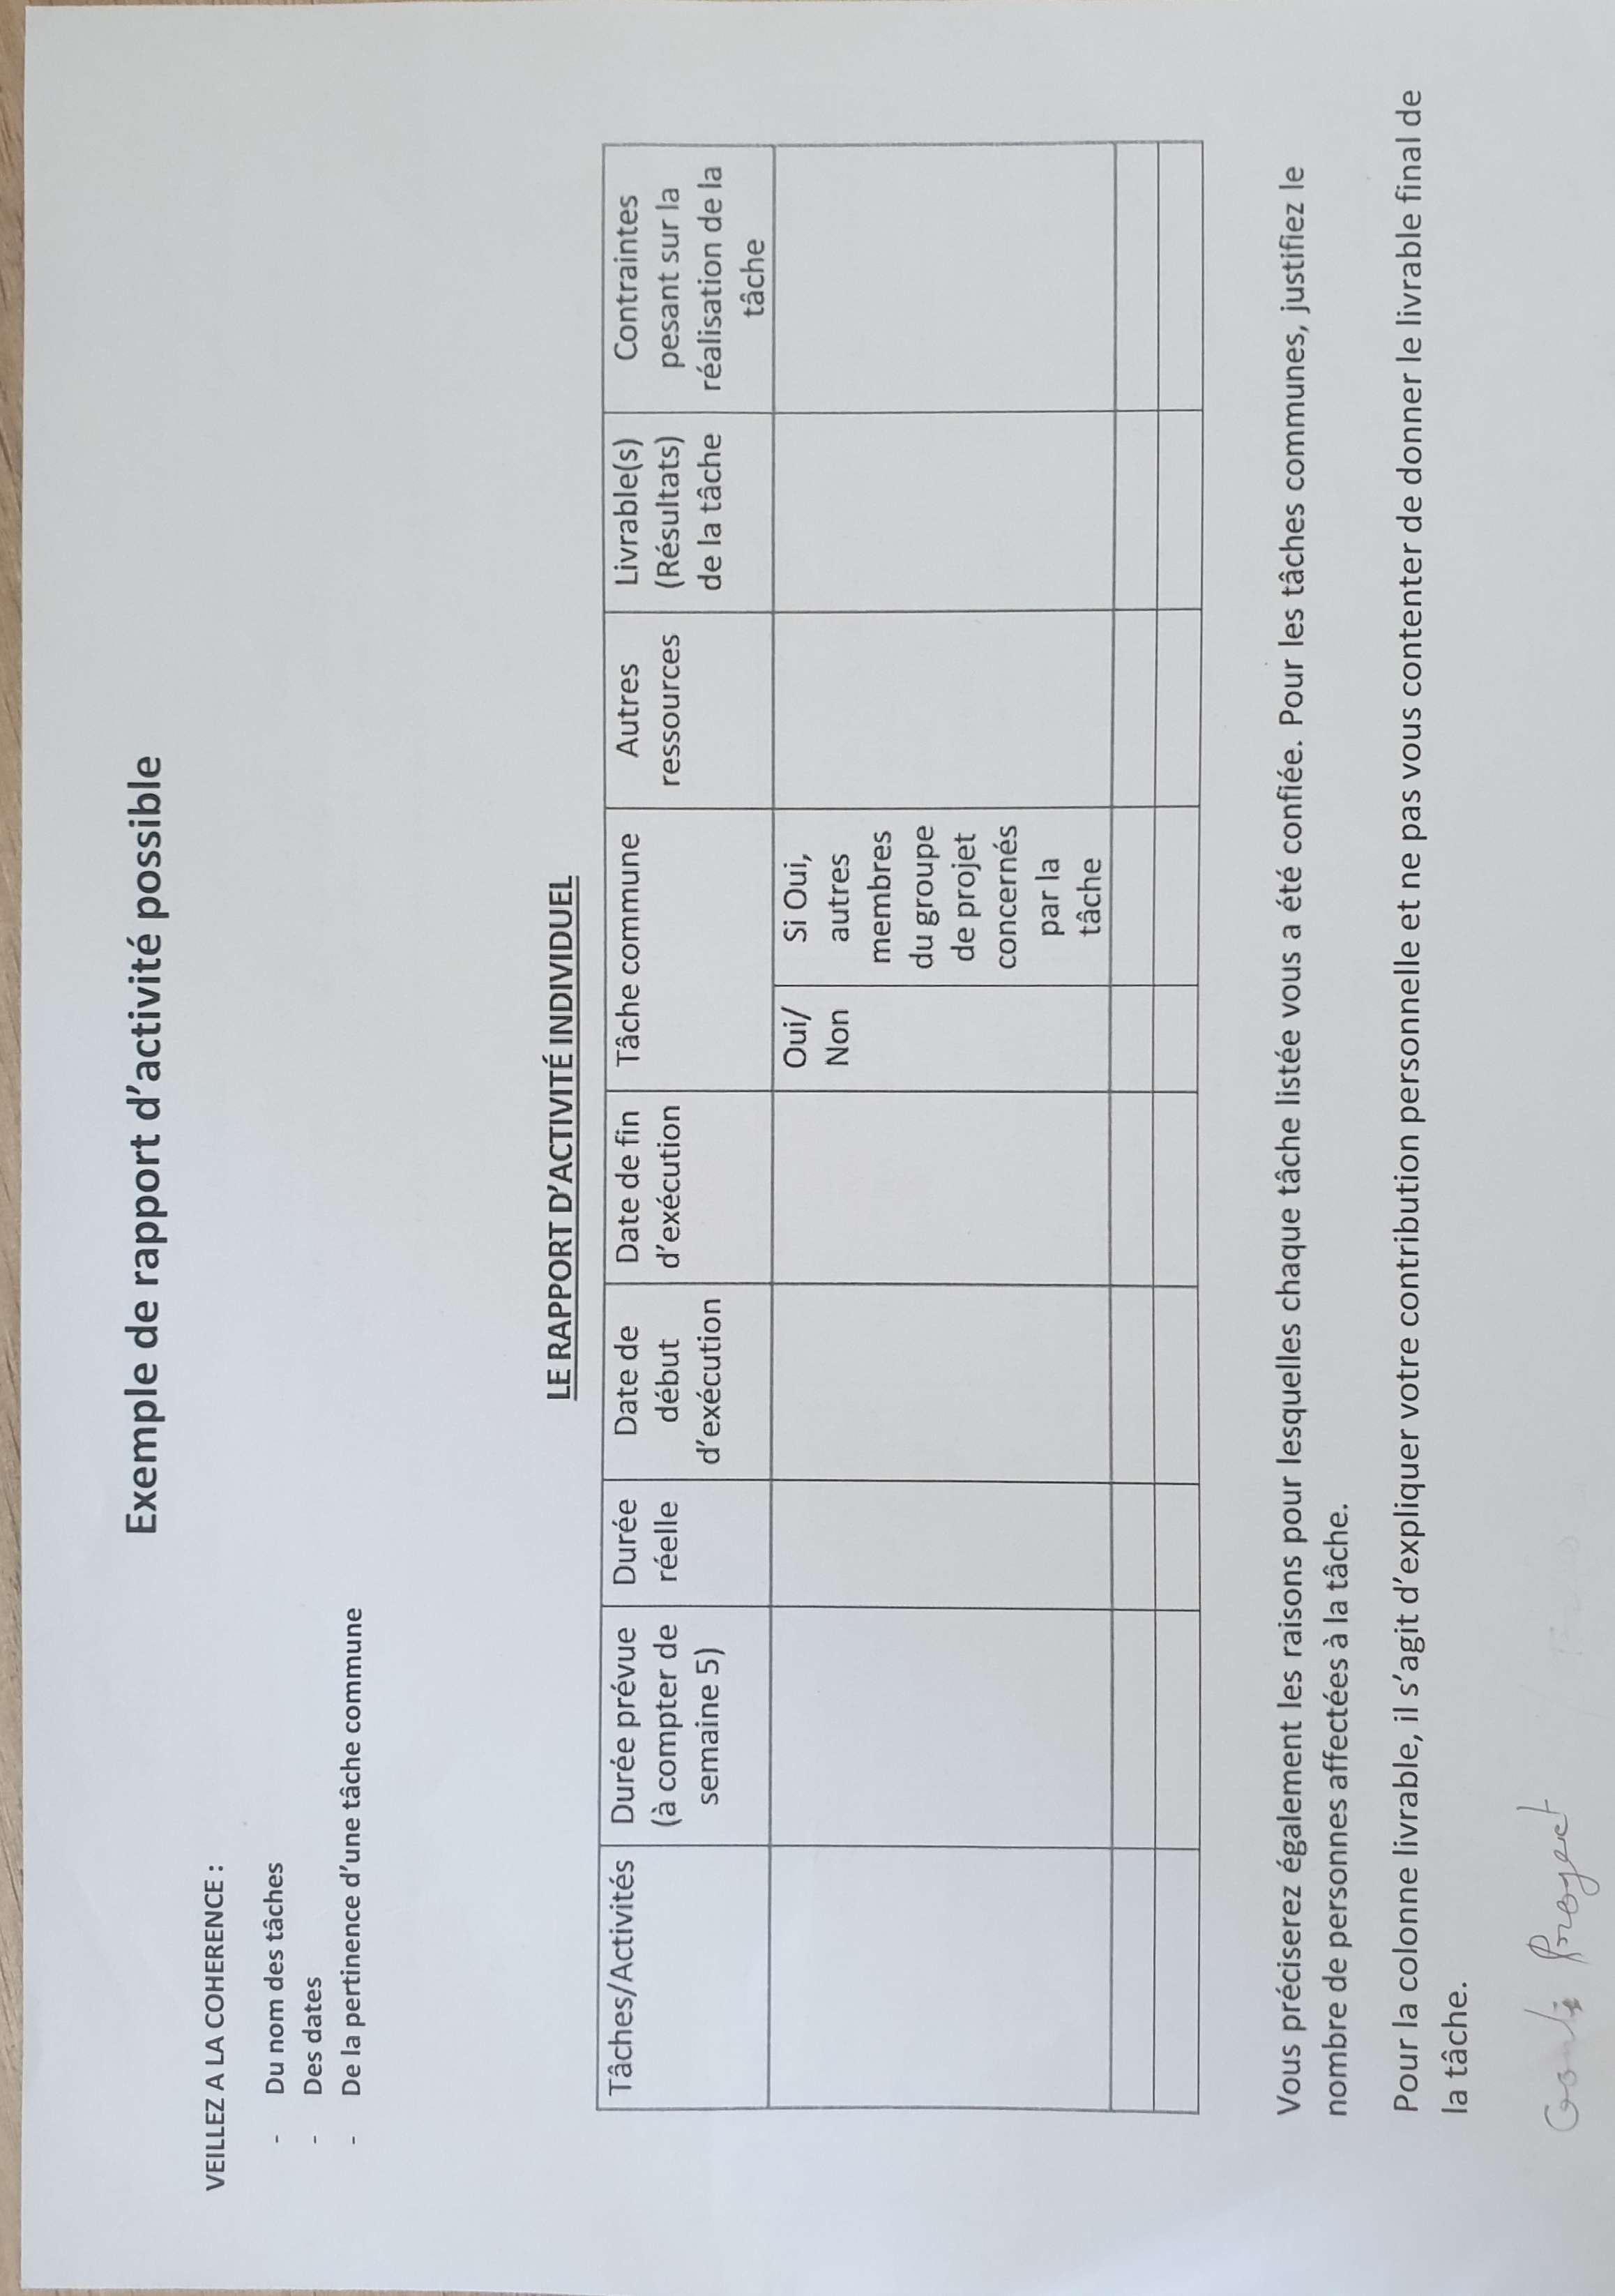 Exemple de rapport d'activité possible
VEILLEZ A LA COHERENCE :
- Du nom des tâches
- Des dates
- De la pertinence d'une tâche commune
LE RAPPORT D'ACTIVITÉ INDIVIDUEL
Tâches/Activités
Durée prévue
(à compter de
semaine 5)
Durée
réelle
Date de
début
d'exécution
Date de fin
d'exécution
Tâche commune
Autres
ressources
Livrable(s)
(Résultats)
de la tâche
Contraintes
pesant sur la
réalisation de la
tâche
Oui/
Non
Si Oui,
autres
membres
du groupe
de projet
concernés
par la
tâche
Vous préciserez également les raisons pour lesquelles chaque tâche listée vous a été confiée. Pour les tâches communes, justifiez le
nombre de personnes affectées à la tâche.
Pour la colonne livrable, il s'agit d'expliquer votre contribution personnelle et ne pas vous contenter de donner le livrable final de
la tâche.
Progect